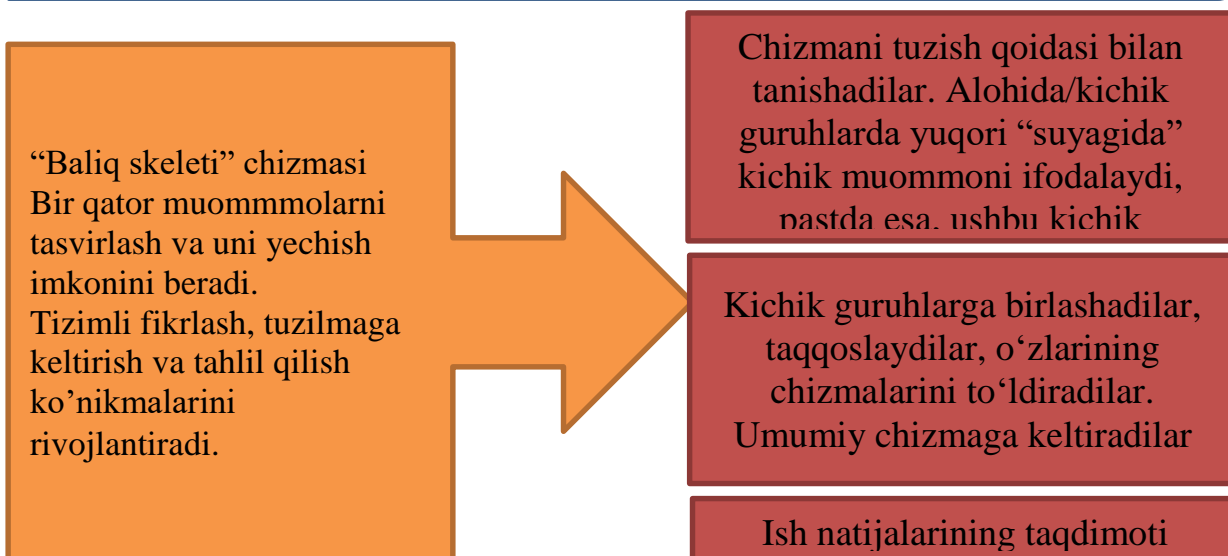 “Baliq skeleti” chizmasi
Bir qator muommmolarni
tasvirlash va uni yechish
imkonini beradi.
Tizimli fikrlash, tuzilmaga
keltirish va tahlil qilish
ko’nikmalarini
rivojlantiradi.
Chizmani tuzish qoidasi bilan
tanishadilar. Alohida/kichik
guruhlarda yuqori “suyagida”
kichik muommoni ifodalaydi,
pastda esa, ushbu kichik
Kichik guruhlarga birlashadilar,
taqqoslaydilar, o‘zlarining
chizmalarini to‘ldiradilar.
Umumiy chizmaga keltiradilar
Ish natijalarining taqdimoti